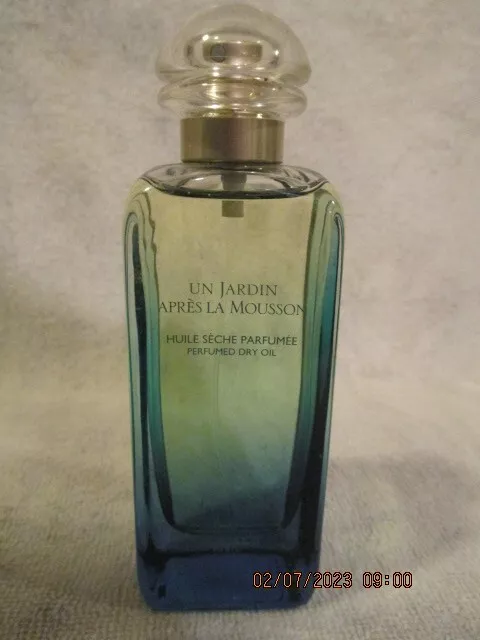 UN JARDIN
APRÈS LA MOUSSON
HUILE SÈCHE PARFUMÉE
PERFUMED DRY OIL
02/07/2023 09:00